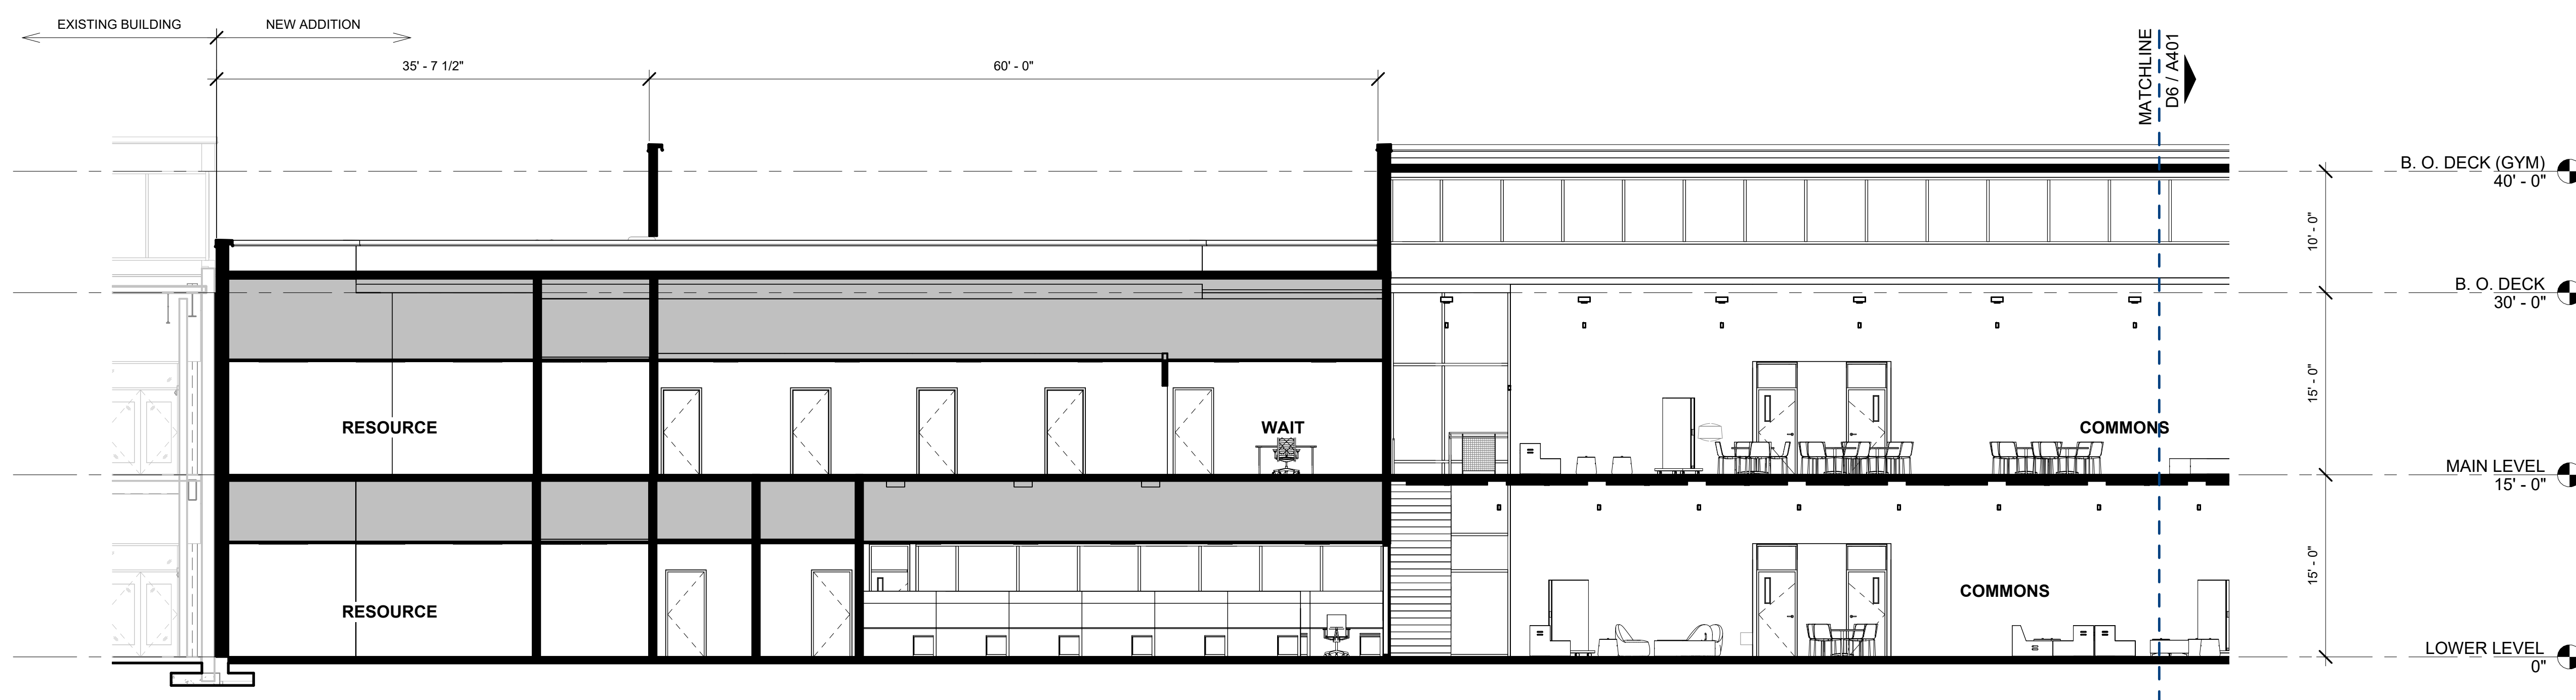 EXISTING BUILDING
NEW ADDITION
35' - 7 1/2"
60' - 0"
MATCHLINE
D6 / A401
B. O. DECK (GYM)
40' - 0"
10' - 0"
B. O. DECK
30' - 0"
15' - 0"
RESOURCE
WAIT
COMMONS
MAIN LEVEL
15' - 0"
15' - 0"
RESOURCE
COMMONS
LOWER LEVEL
0"